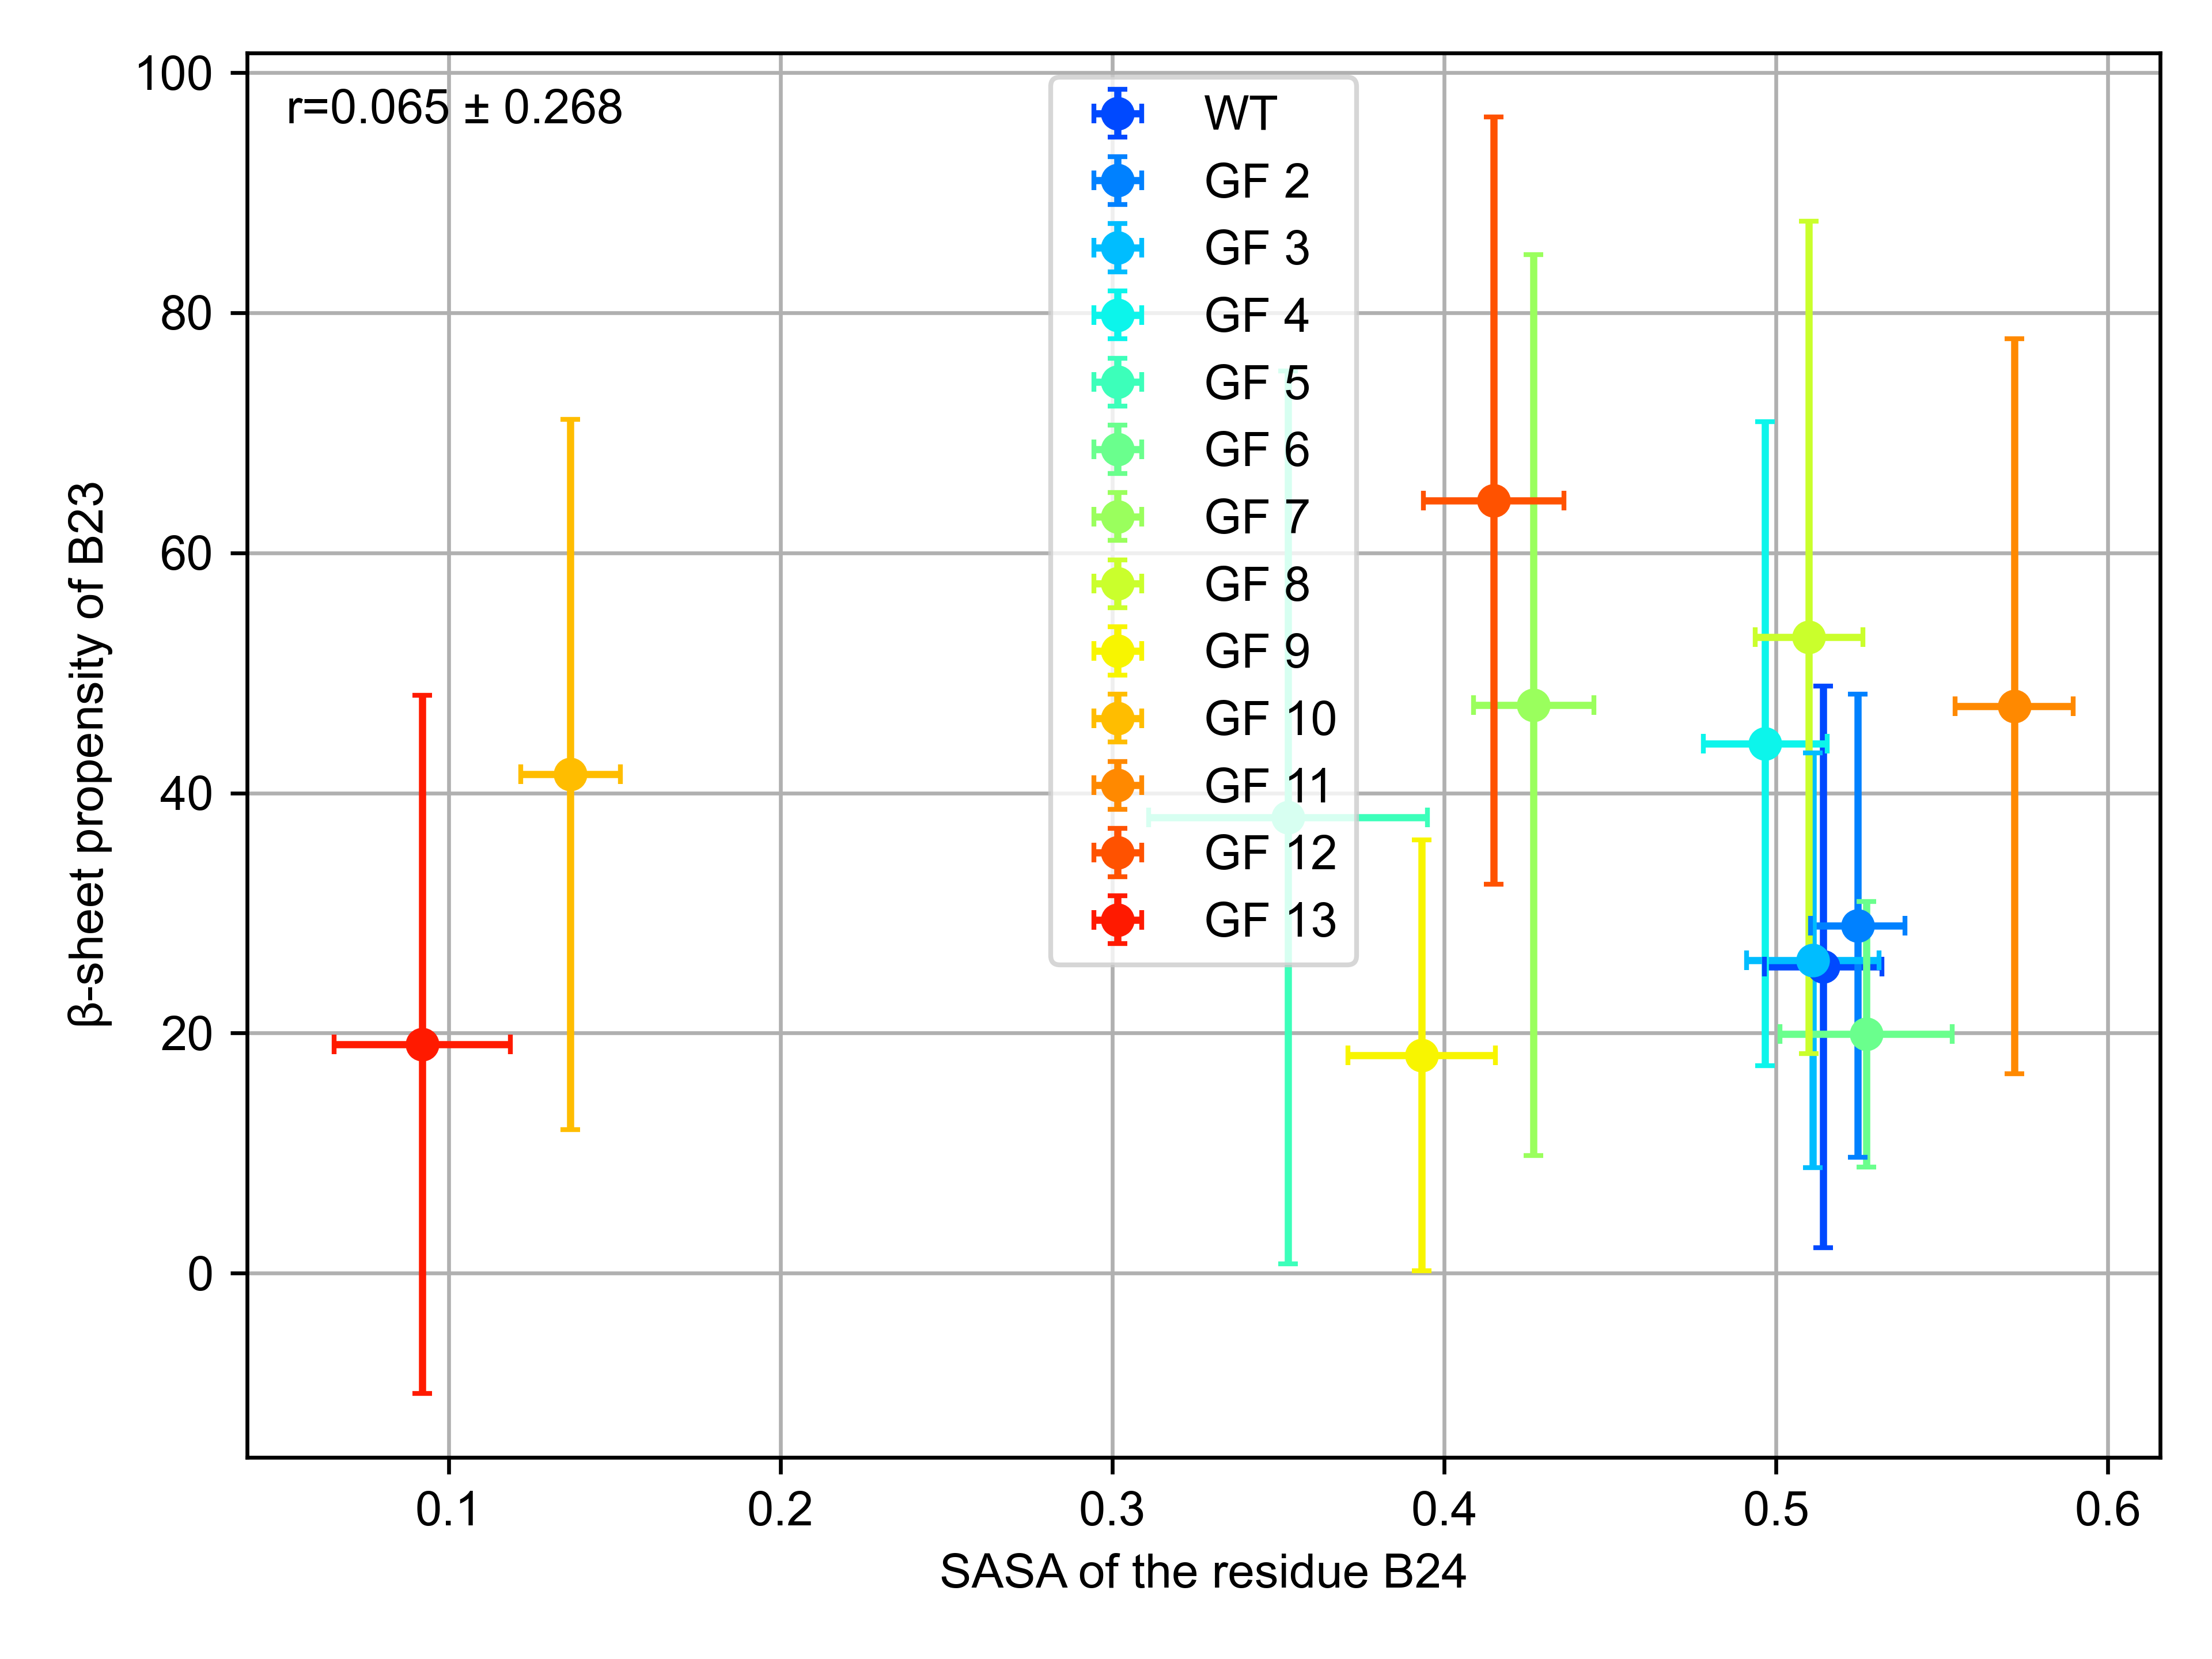 r=0.065 ± 0.268
WT
GF 2
GF 3
GF 4
GF 5
GF 6
GF 7
GF 8
GF 9
GF 10
GF 11
GF 12
GF 13
β-sheet propensity of B23
100
80
60
40
20
0
0.1 0.2 0.3 0.4 0.5 0.6
SASA of the residue B24